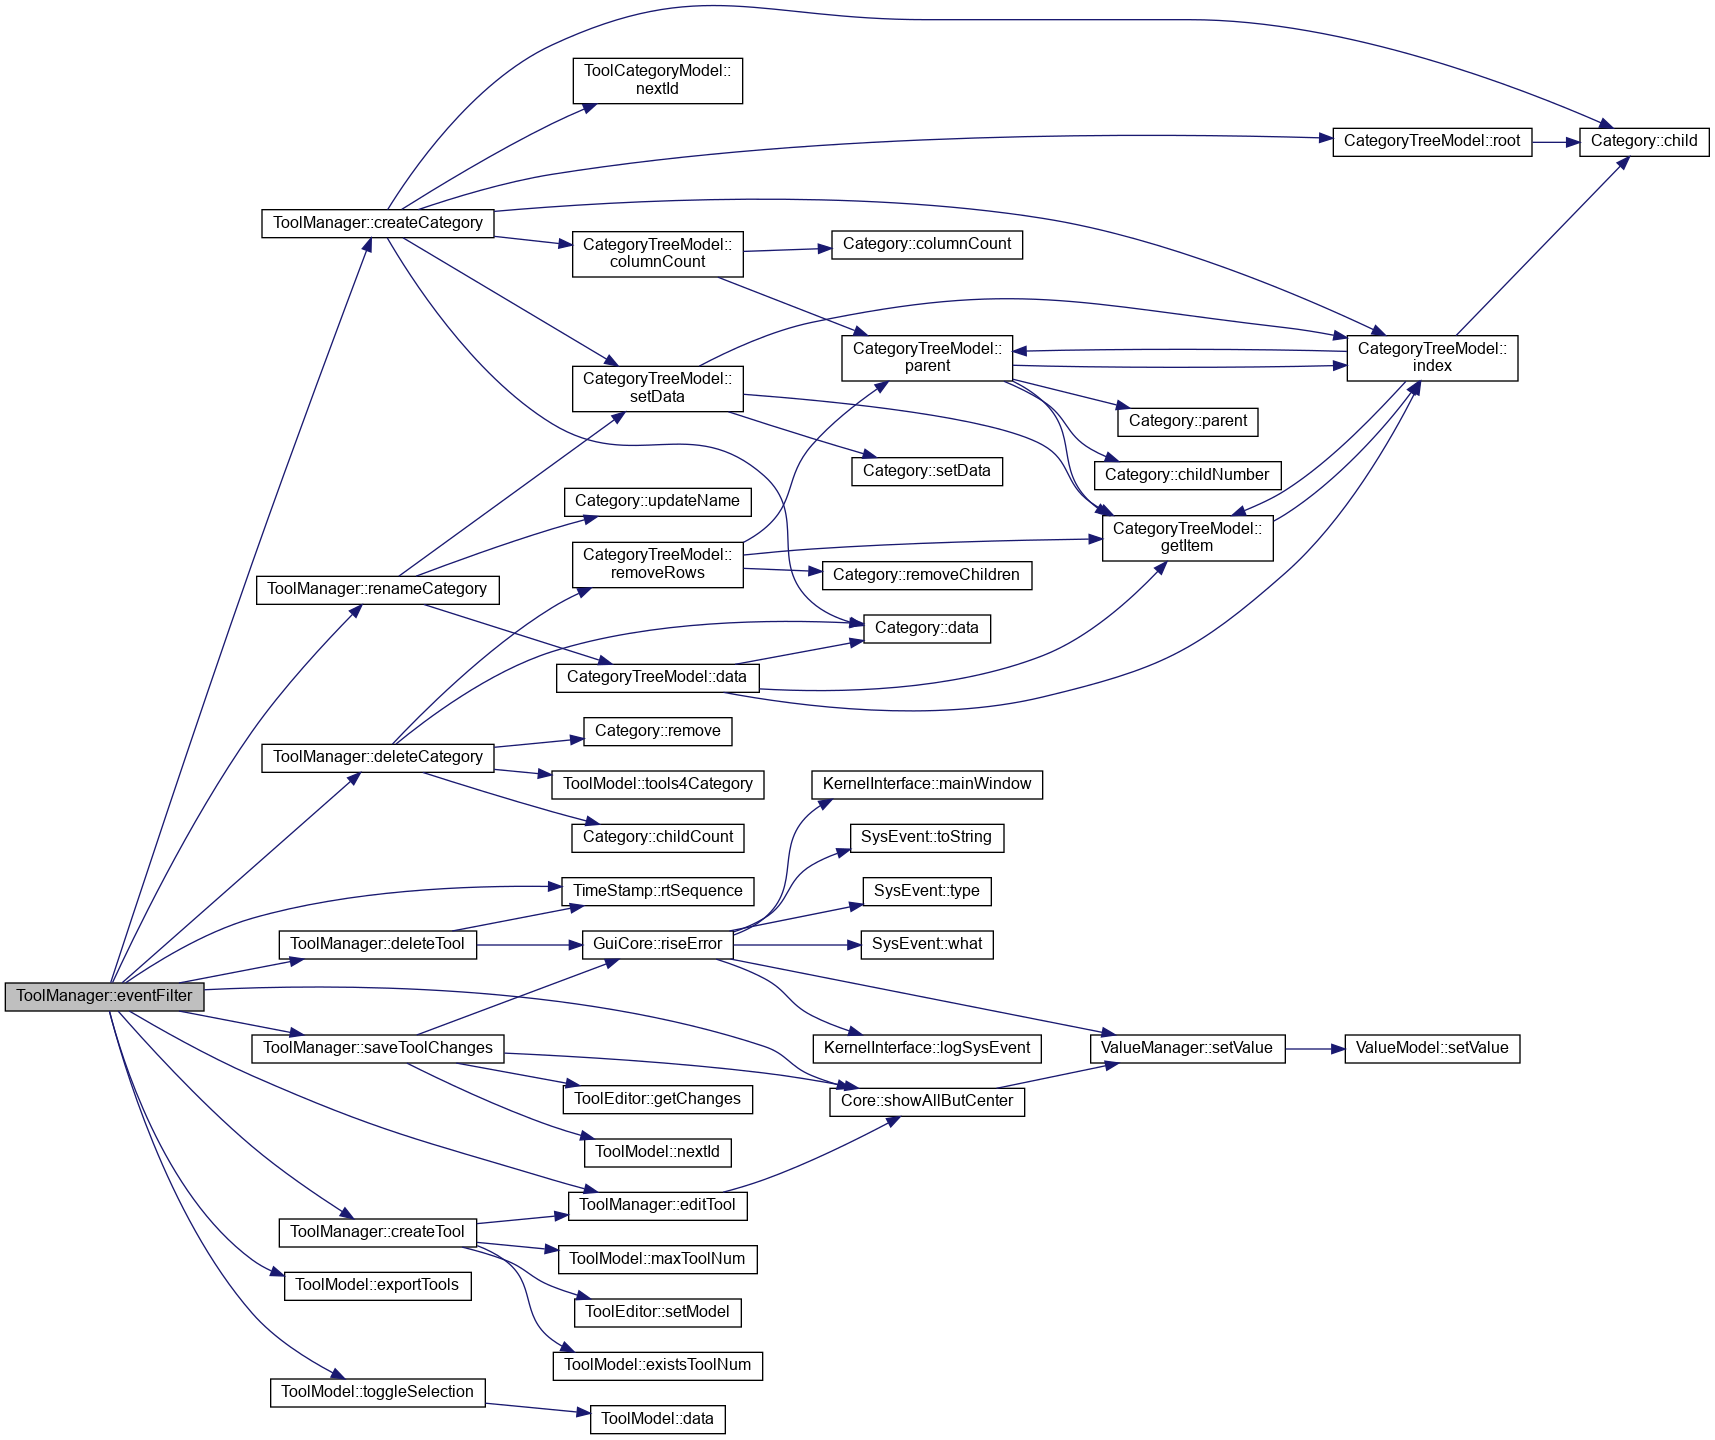 ToolCategoryModel::
nextId
CategoryTreeModel::root
Category::child
ToolManager::createCategory
CategoryTreeModel::
columnCount
Category::columnCount
CategoryTreeModel::
parent
CategoryTreeModel::
index
CategoryTreeModel::
setData
Category::parent
Category::setData
Category::childNumber
Category::updateName
CategoryTreeModel::
getItem
CategoryTreeModel::
removeRows
Category::removeChildren
ToolManager::renameCategory
Category::data
CategoryTreeModel::data
Category::remove
ToolManager::deleteCategory
ToolModel::tools4Category
KernelInterface::mainWindow
Category::childCount
SysEvent::toString
TimeStamp::rtSequence
SysEvent::type
ToolManager::deleteTool
GuiCore::riseError
SysEvent::what
ToolManager::eventFilter
ToolManager::saveToolChanges
KernelInterface::logSysEvent
ValueManager::setValue
ValueModel::setValue
ToolEditor::getChanges
Core::showAllButCenter
ToolModel::nextId
ToolManager::editTool
ToolManager::createTool
ToolModel::maxToolNum
ToolModel::exportTools
ToolEditor::setModel
ToolModel::existsToolNum
ToolModel::toggleSelection
ToolModel::data